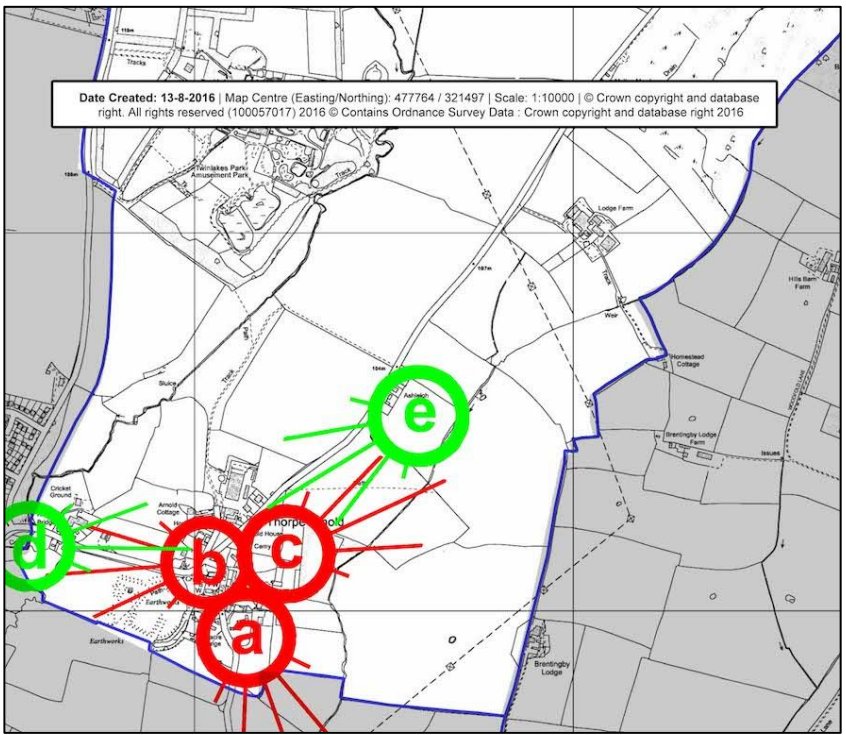 118m
Tracks
Date Created: 13-8-2016 | Map Centre (Easting/Northing): 477764 / 321497 | Scale: 1:10000 | © Crown copyright and database
right. All rights reserved (100057017) 2016 © Contains Ordnance Survey Data : Crown copyright and database right 2016
Drain
Twinlakes Park
Amusement Park
Track
Lodge Farm
107m
Track
Hills Barn
Farm
Weir
Path
Homestead
Cottage
Sluice
Track
Ashleigh
e
Brentingby Lodge
Farm
Issues
Cricket
Ground
Arnold
Cottage
d
b
c
Earthworks
a
Earthworks
Brentingby
Lodge
Lane